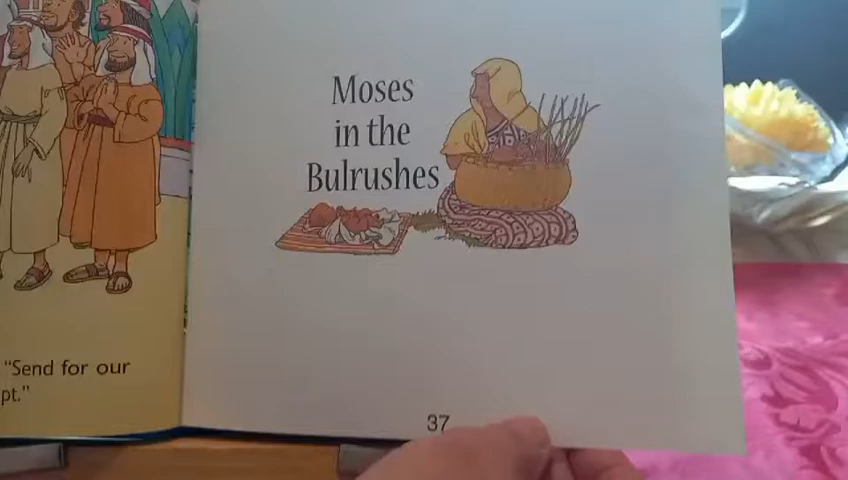 "Send for our
pt."
Moses
in the
Bulrushes
37